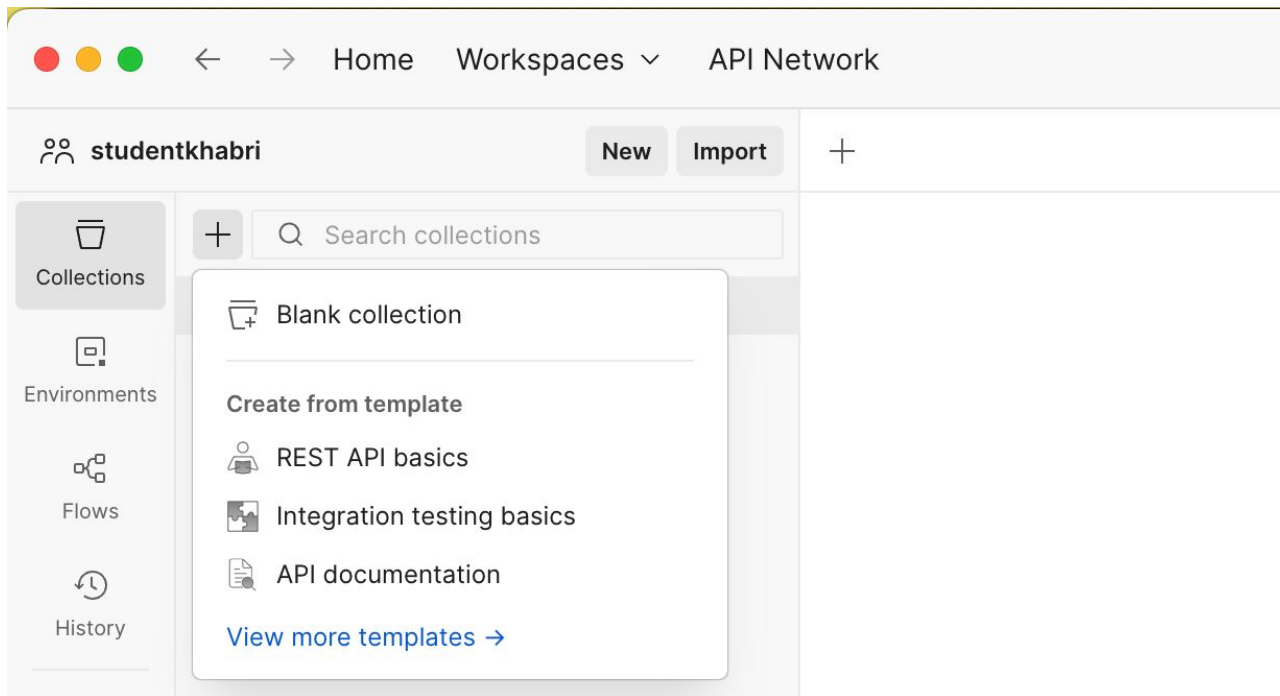 Home Workspaces API Network
studentkhabri New Import
Search collections
Collections
Blank collection
Environments
Create from template
REST API basics
Flows
Integration testing basics
API documentation
History
View more templates →